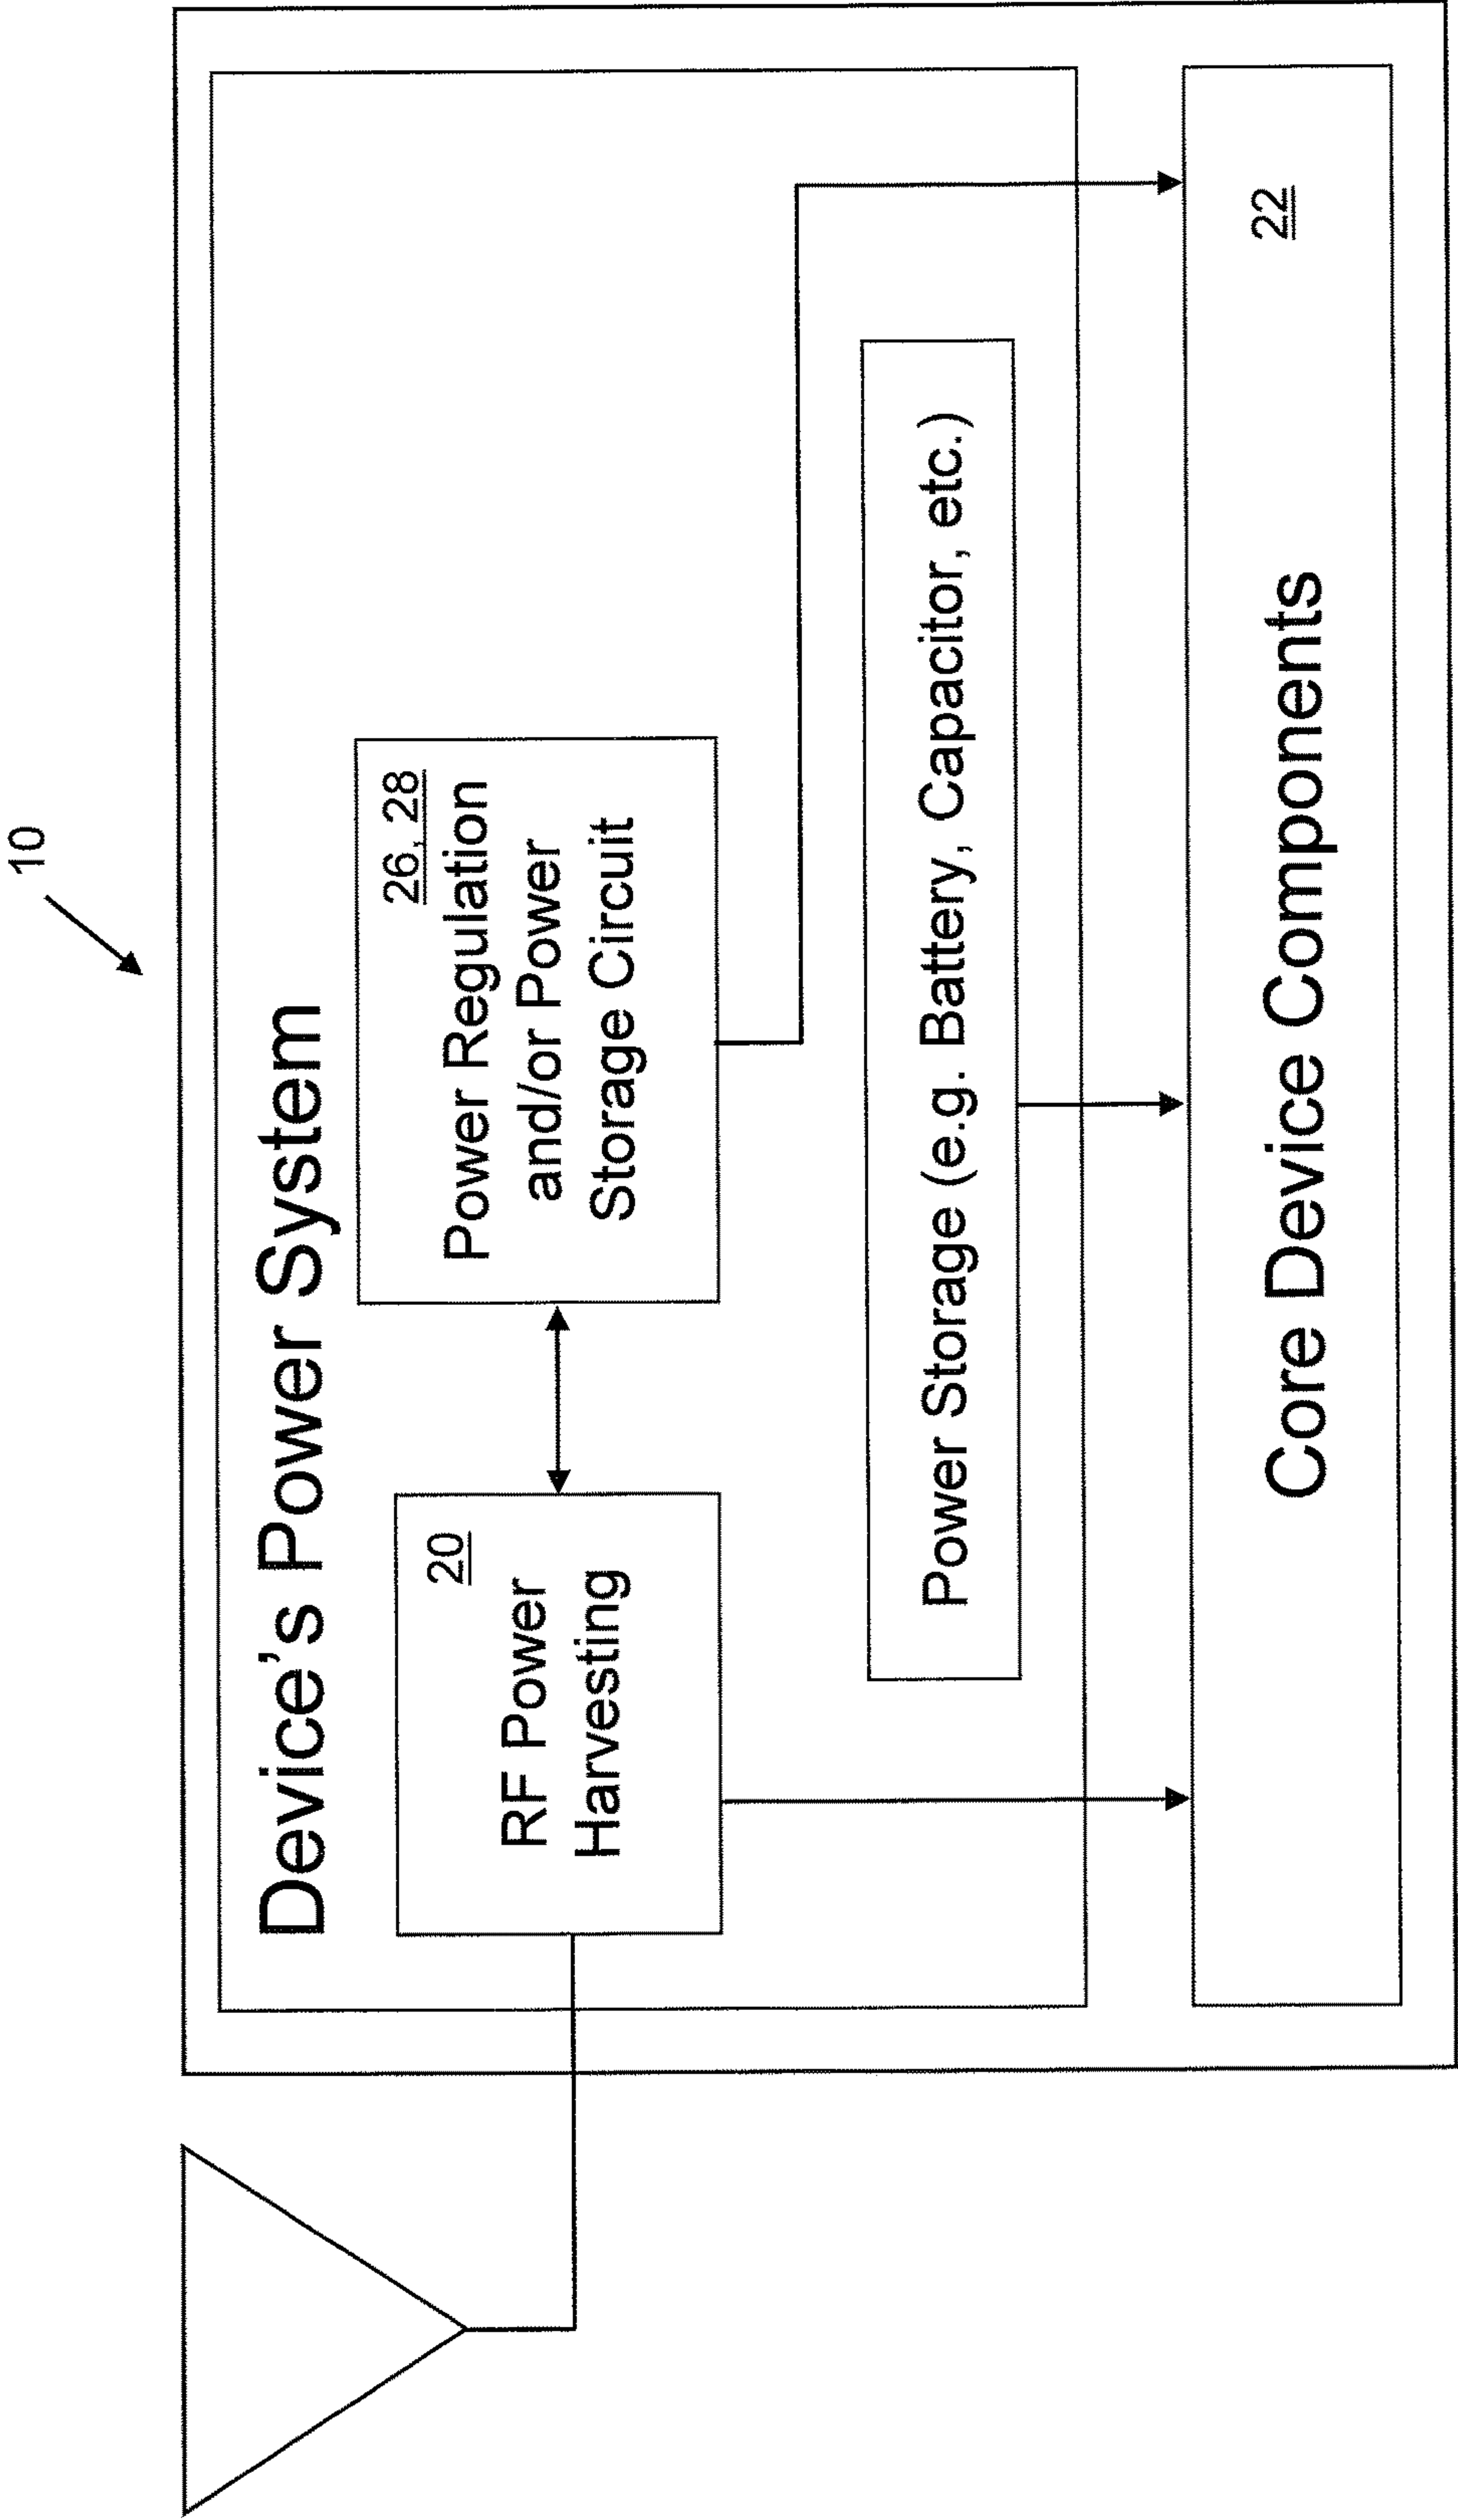 10
Device's Power System
20
RF Power
Harvesting
26, 28
Power Regulation
and/or Power
Storage Circuit
Power Storage (e.g. Battery, Capacitor, etc.)
22
Core Device Components